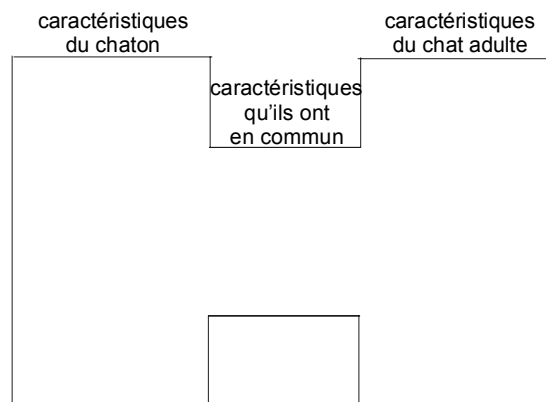 caractéristiques
du chaton
caractéristiques
qu'ils ont
en commun
caractéristiques
du chat adulte